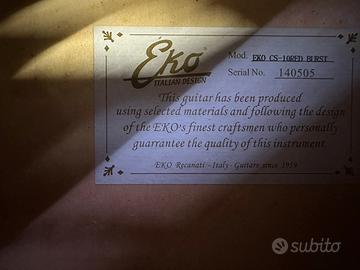 Eko
ITALIAN DESIGN
Mod. EKO CS-10RED BURST
Serial No. 140505
This guitar has been produced
using selected materials and following the design
of the EKO's finest craftsmen who personally
guarantee the quality of this instrument.
EKO Recanati - Italy - Guitars since 1959
subito